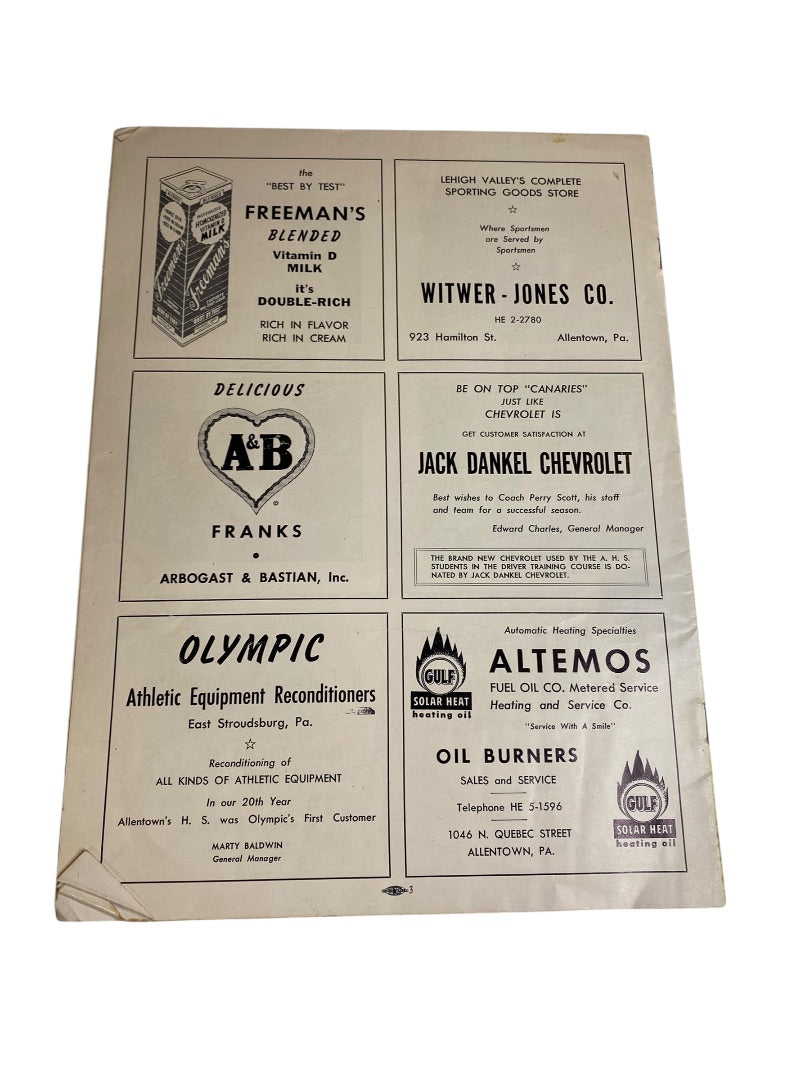 the
"BEST BY TEST"
FREEMAN'S
BLENDED
Vitamin D
MILK
it's
DOUBLE-RICH
RICH IN FLAVOR
RICH IN CREAM
HOMOGENIZED
VITAMIN D
MILK
Freeman's
Freeman's
LEHIGH VALLEY'S COMPLETE
SPORTING GOODS STORE
Where Sportsmen
are Served by
Sportsmen
WITWER - JONES CO.
HE 2-2780
923 Hamilton St. Allentown, Pa.
DELICIOUS
A&B
FRANKS
ARBOGAST & BASTIAN, Inc.
BE ON TOP "CANARIES"
JUST LIKE
CHEVROLET IS
GET CUSTOMER SATISFACTION AT
JACK DANKEL CHEVROLET
Best wishes to Coach Perry Scott, his staff
and team for a successful season.
Edward Charles, General Manager
THE BRAND NEW CHEVROLET USED BY THE A. H. S.
STUDENTS IN THE DRIVER TRAINING COURSE IS DO-
NATED BY JACK DANKEL CHEVROLET.
OLYMPIC
Athletic Equipment Reconditioners
East Stroudsburg, Pa.
Reconditioning of
ALL KINDS OF ATHLETIC EQUIPMENT
In our 20th Year
Allentown's H. S. was Olympic's First Customer
MARTY BALDWIN
General Manager
GULF
SOLAR HEAT
heating oil
Automatic Heating Specialties
ALTEMOS
FUEL OIL CO. Metered Service
Heating and Service Co.
"Service With A Smile"
OIL BURNERS
SALES and SERVICE
Telephone HE 5-1596
1046 N. QUEBEC STREET
ALLENTOWN, PA.
GULF
SOLAR HEAT
heating oil
3